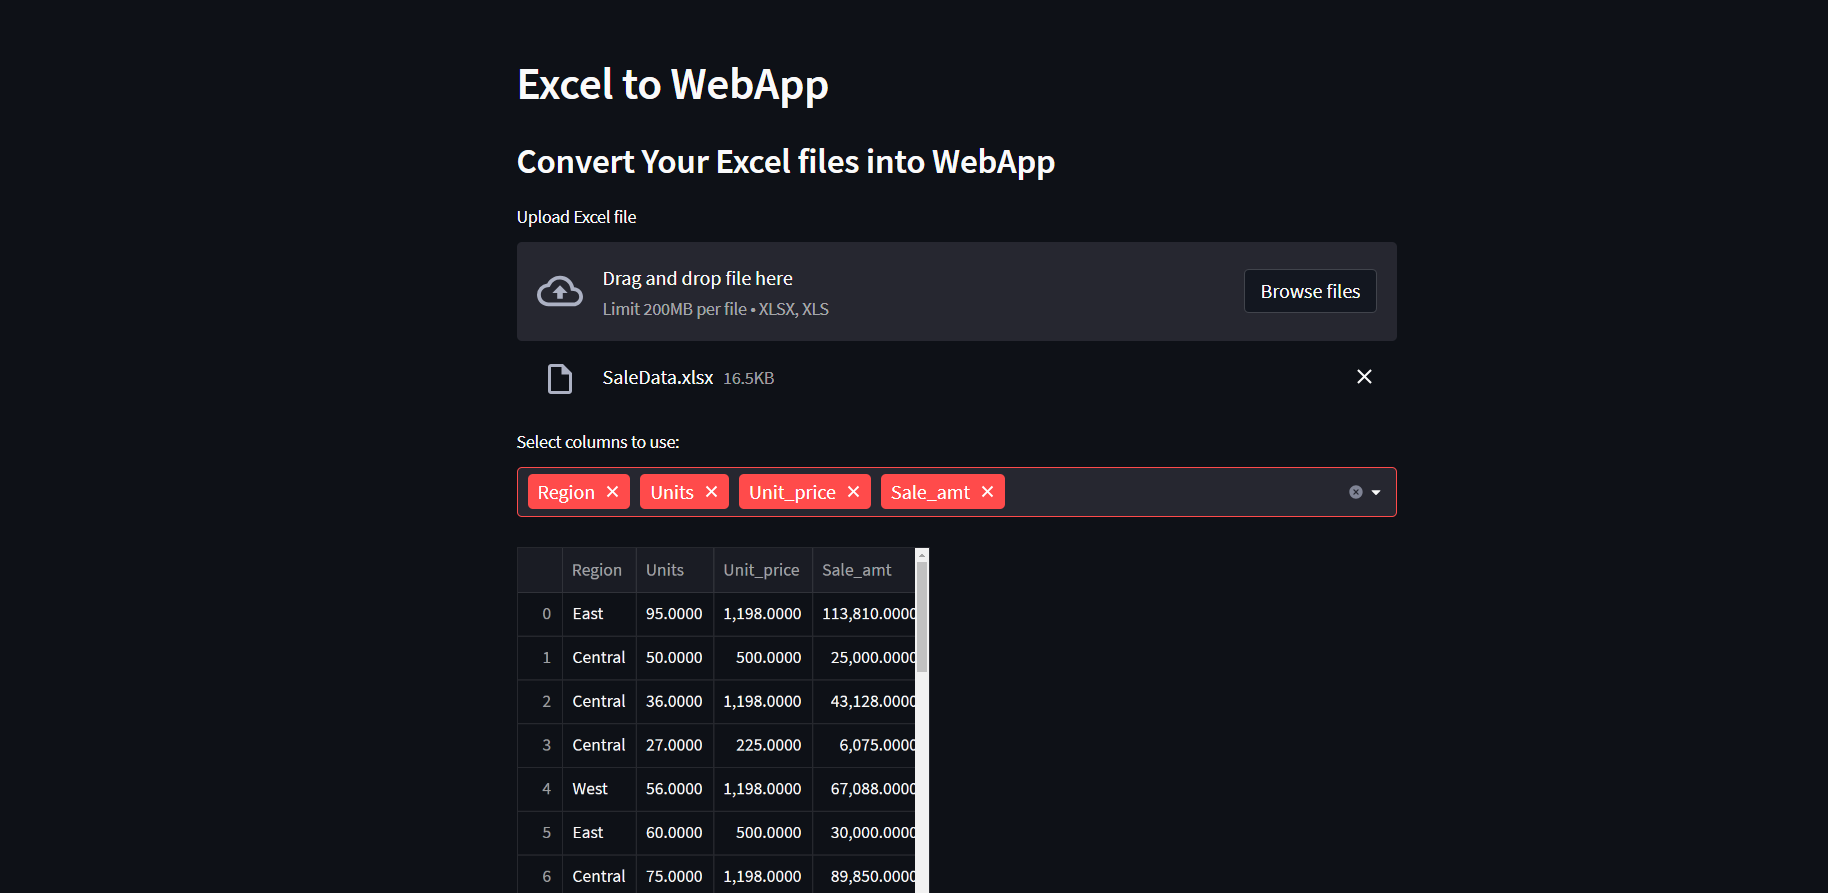 Excel to WebApp
Convert Your Excel files into WebApp
Upload Excel file
Drag and drop file here
Limit 200MB per file • XLSX, XLS
Browse files
SaleData.xlsx 16.5KB
Select columns to use:
Region Units Unit_price Sale_amt
Region Units Unit_price Sale_amt
0 East 95.0000 1,198.0000 113,810.0000
1 Central 50.0000 500.0000 25,000.0000
2 Central 36.0000 1,198.0000 43,128.0000
3 Central 27.0000 225.0000 6,075.0000
4 West 56.0000 1,198.0000 67,088.0000
5 East 60.0000 500.0000 30,000.0000
6 Central 75.0000 1,198.0000 89,850.0000